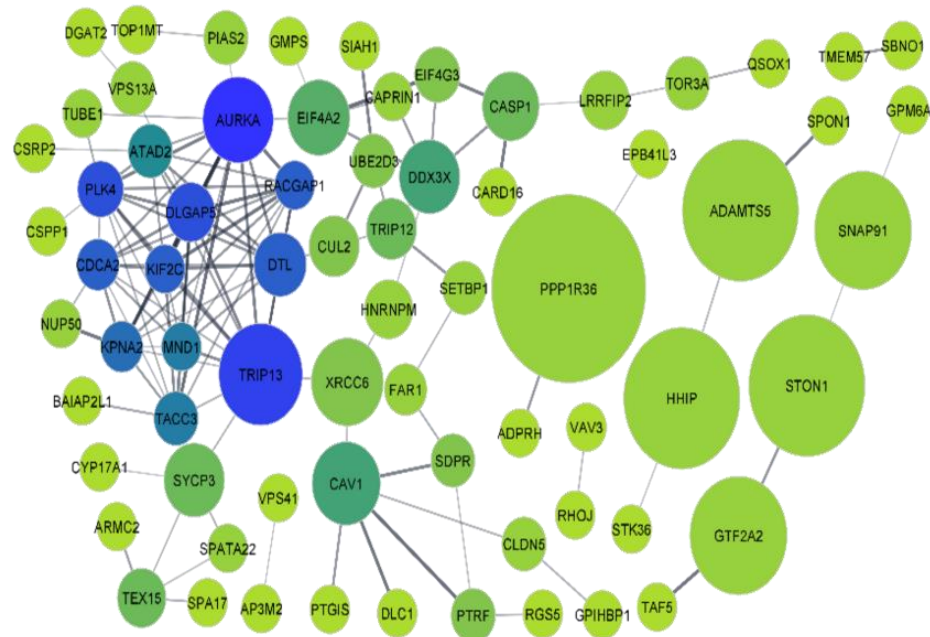 DGAT2
TOP1MT
PIAS2
GMPS
SIAH1
EIF4G3
QSOX1
TMEM57
SBNO1
VPS13A
CAPRIN1
CASP1
LRRFIP2
TOR3A
GPM6A
TUBE1
AURKA
EIF4A2
SPON1
CSRP2
ATAD2
UBE2D3
DDX3X
EPB41L3
PLK4
RACGAP1
CARD16
DLGAP5
ADAMTS5
SNAP91
CSPP1
TRIP12
CUL2
CDCA2
KIF2C
DTL
SETBP1
PPP1R36
NUP50
HNRNPM
KPNA2
MND1
TRIP13
XRCC6
FAR1
HHIP
STON1
BAIAP2L1
TACC3
ADPRH
VAV3
CYP17A1
SYCP3
CAV1
SDPR
VPS41
RHOJ
STK36
ARMC2
SPATA22
CLDN5
GTF2A2
TEX15
SPA17
AP3M2
PTGIS
DLC1
PTRF
RGS5
GPIHBP1
TAF5